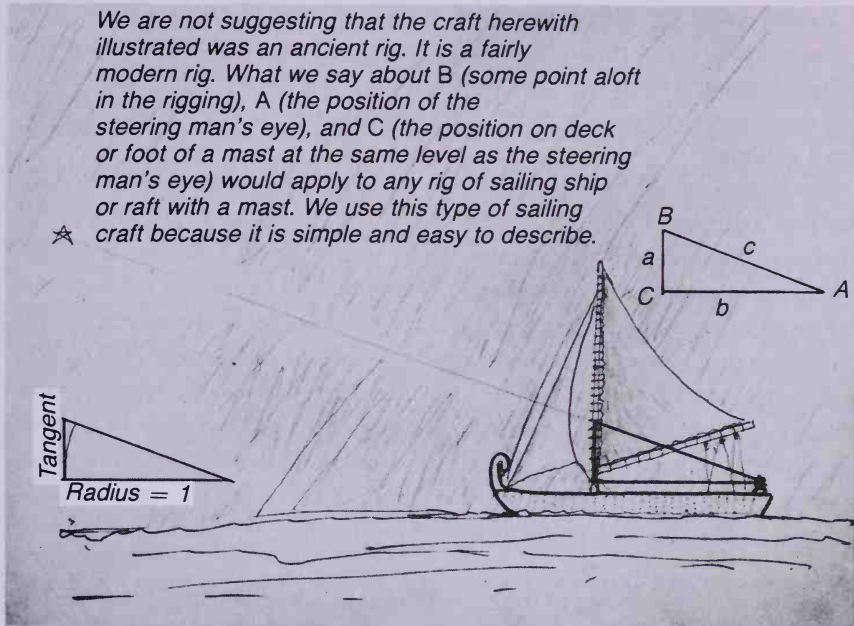 We are not suggesting that the craft herewith
illustrated was an ancient rig. It is a fairly
modern rig. What we say about B (some point aloft
in the rigging), A (the position of the
steering man's eye), and C (the position on deck
or foot of a mast at the same level as the steering
man's eye) would apply to any rig of sailing ship
or raft with a mast. We use this type of sailing
craft because it is simple and easy to describe.
B
a
c
C
A
b
Tangent
Radius = 1